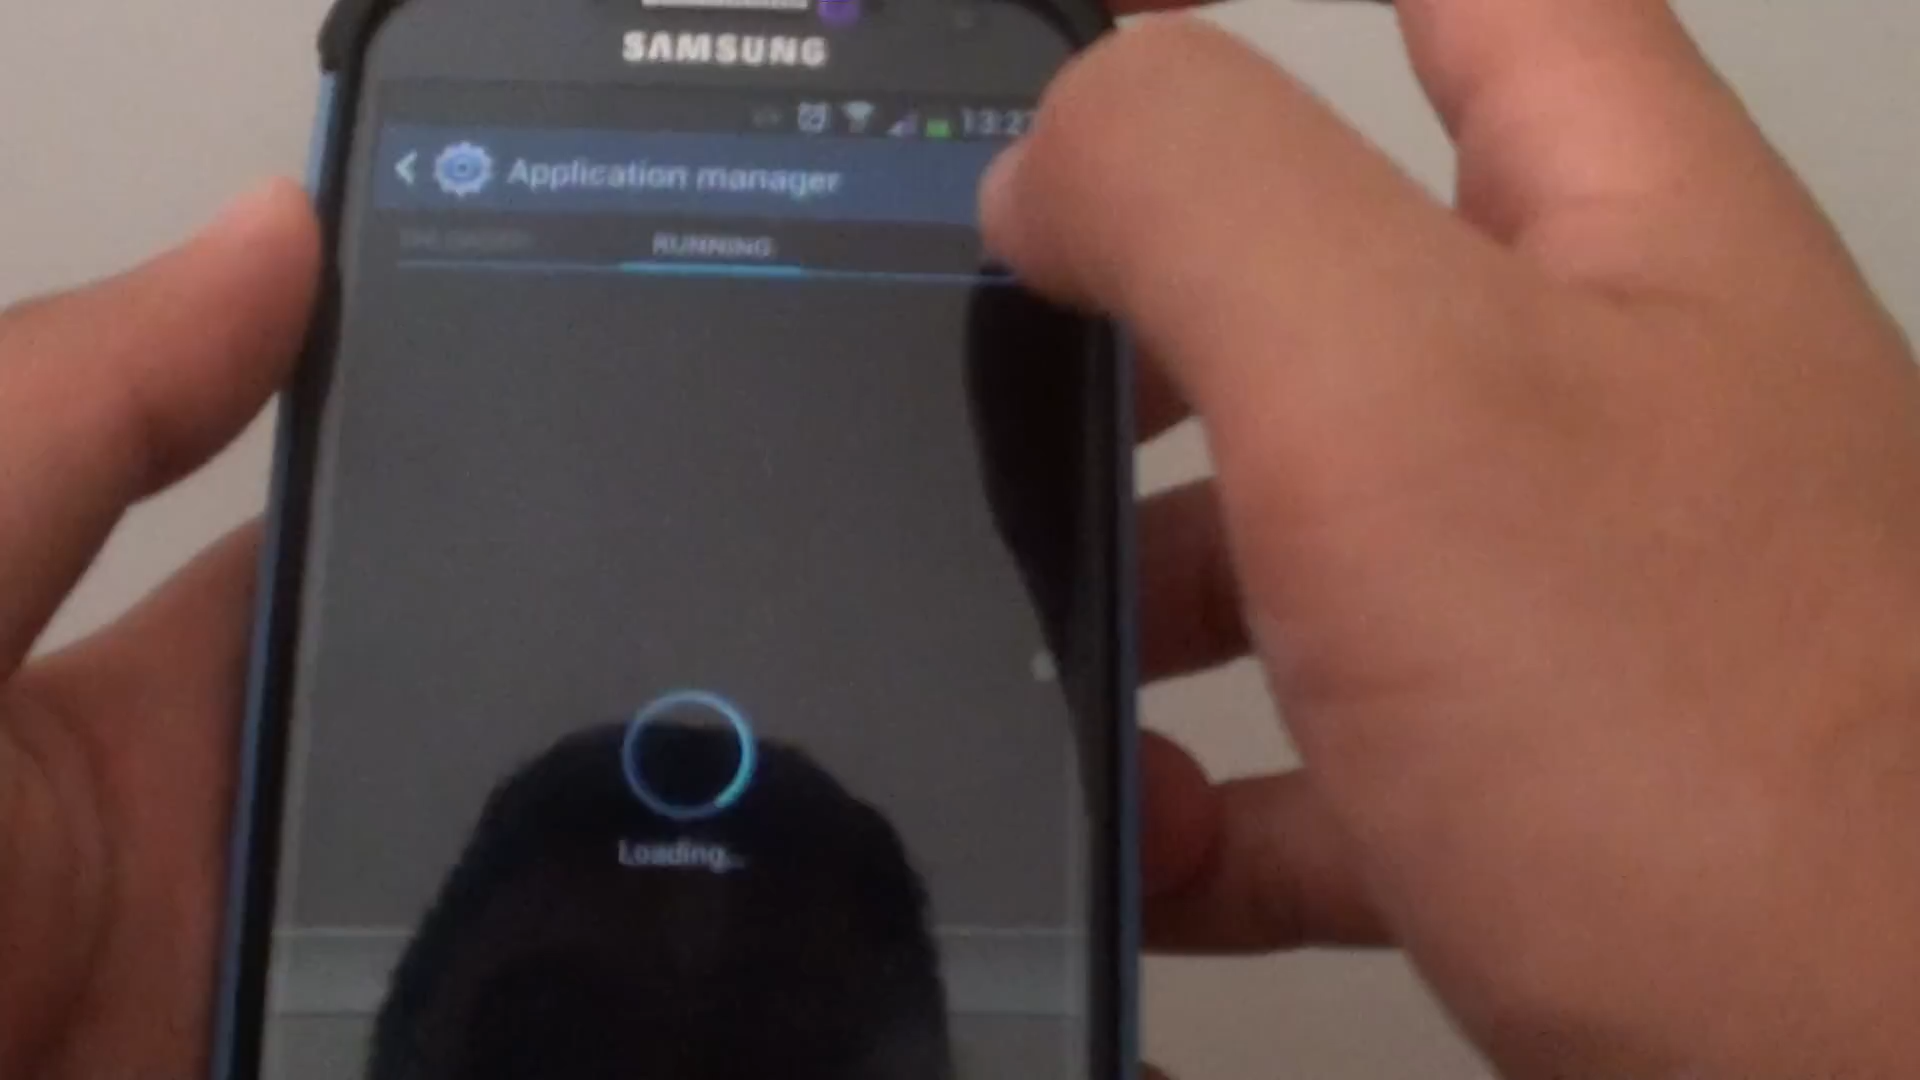 SAMSUNG
13:27
Application manager
RUNNING
Loading...